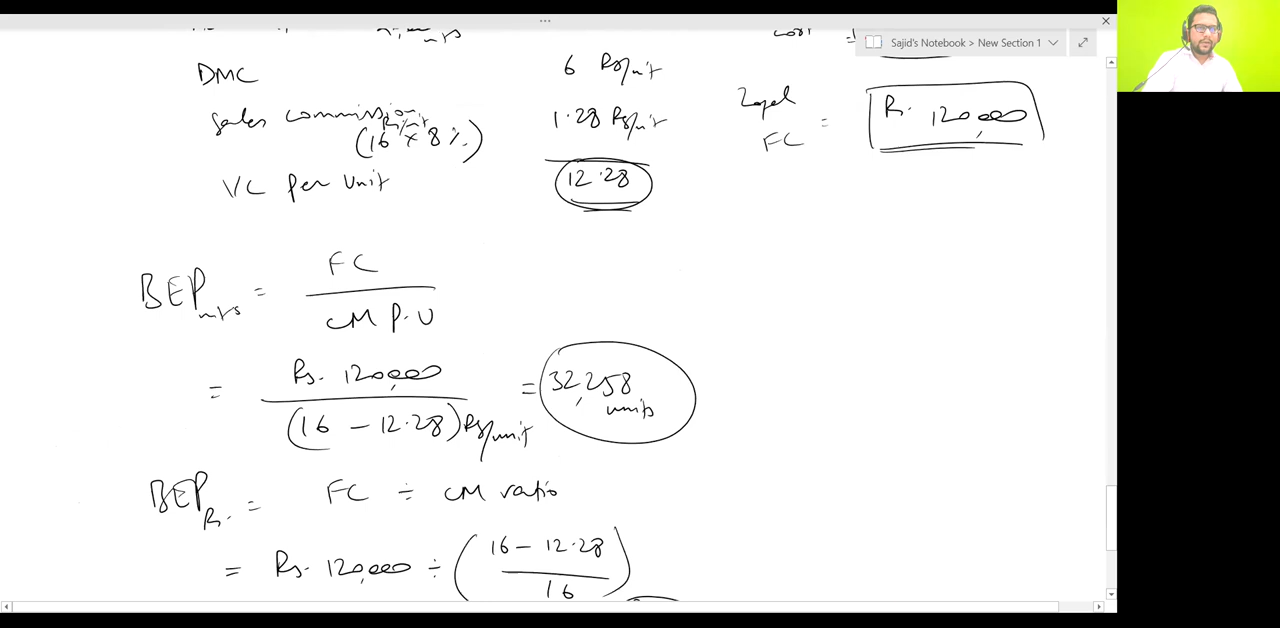 Sajid's Notebook > New Section 1
DMC 6 Rs/unit
Sales commission 1.28 Rs/unit
Rs/unit
(16 × 8%)
VC per Unit 12.28
FC = Rs. 120,000
BEP units = FC / CM P.U
= Rs. 120,000 / (16 - 12.28) Rs/unit = 32,258 units
BEP Rs. = FC ÷ CM ratio
= Rs. 120,000 ÷ (16 - 12.28 / 16)